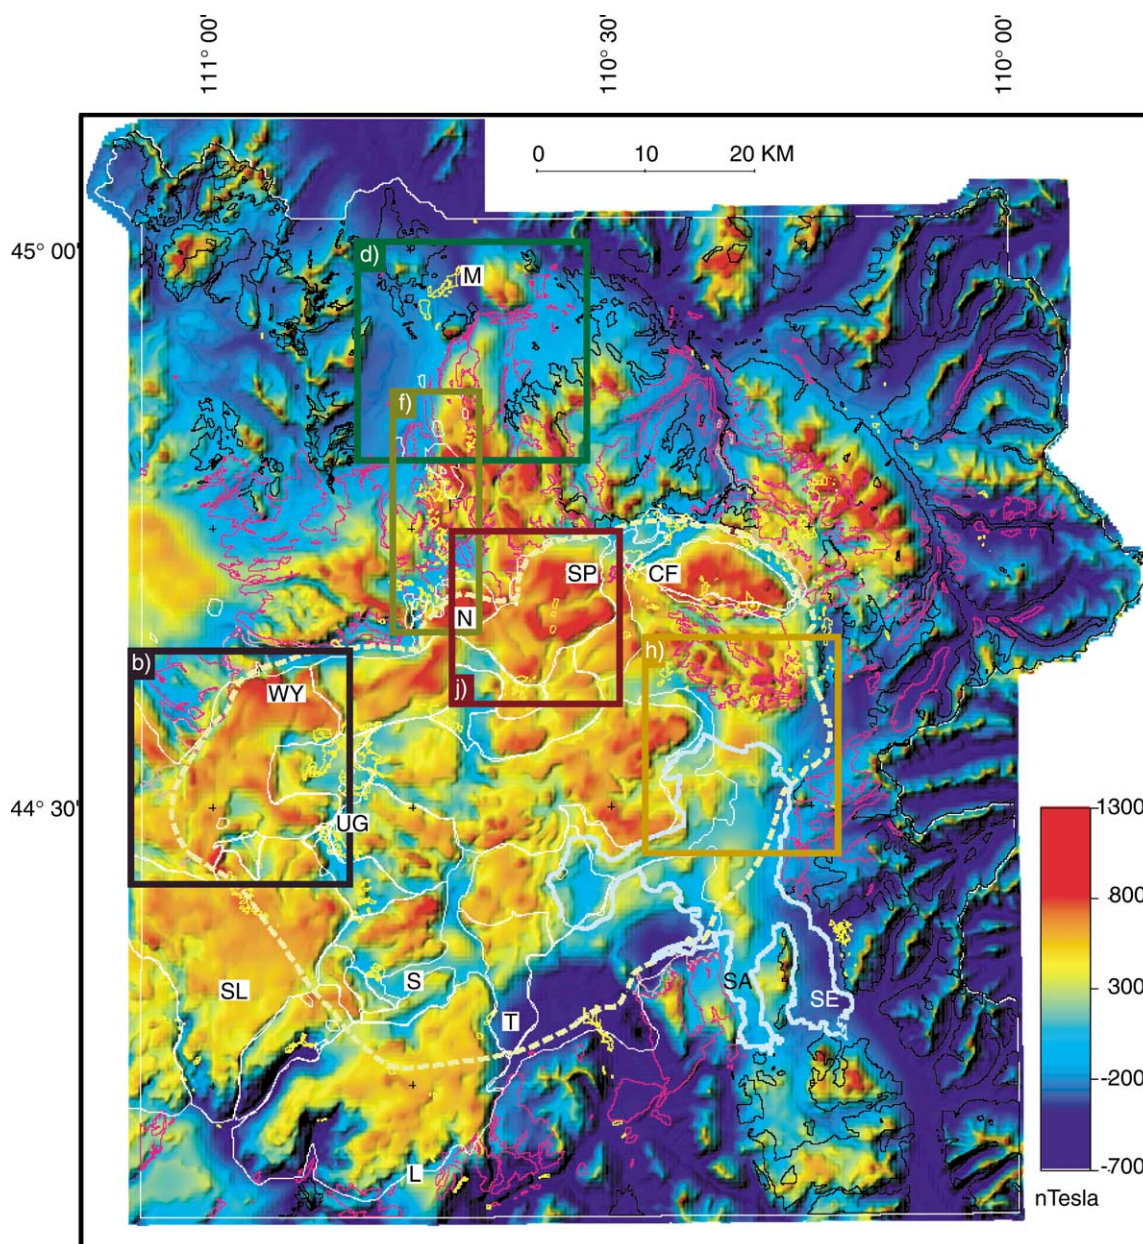 111° 00'
110° 30'
110° 00'
0 10 20 KM
45° 00'
d)
M
f)
SP
CF
N
h)
b)
WY
j)
44° 30'
UG
1300
800
300
-200
-700
nTesla
S
SL
SA
SE
T
L